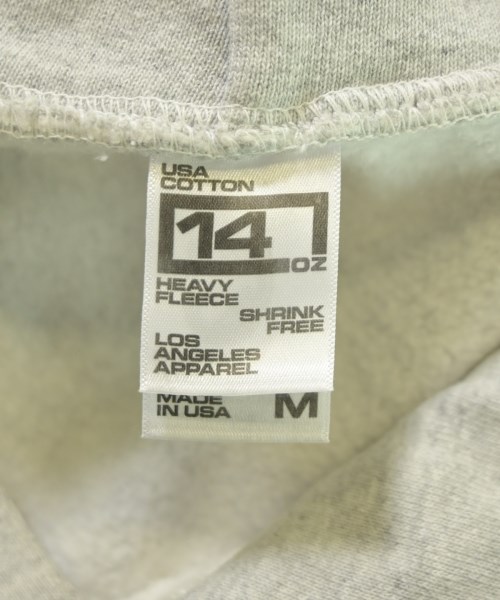 USA
COTTON
14
OZ
HEAVY
FLEECE
SHRINK
FREE
LOS
ANGELES
APPAREL
MADE
IN USA
M